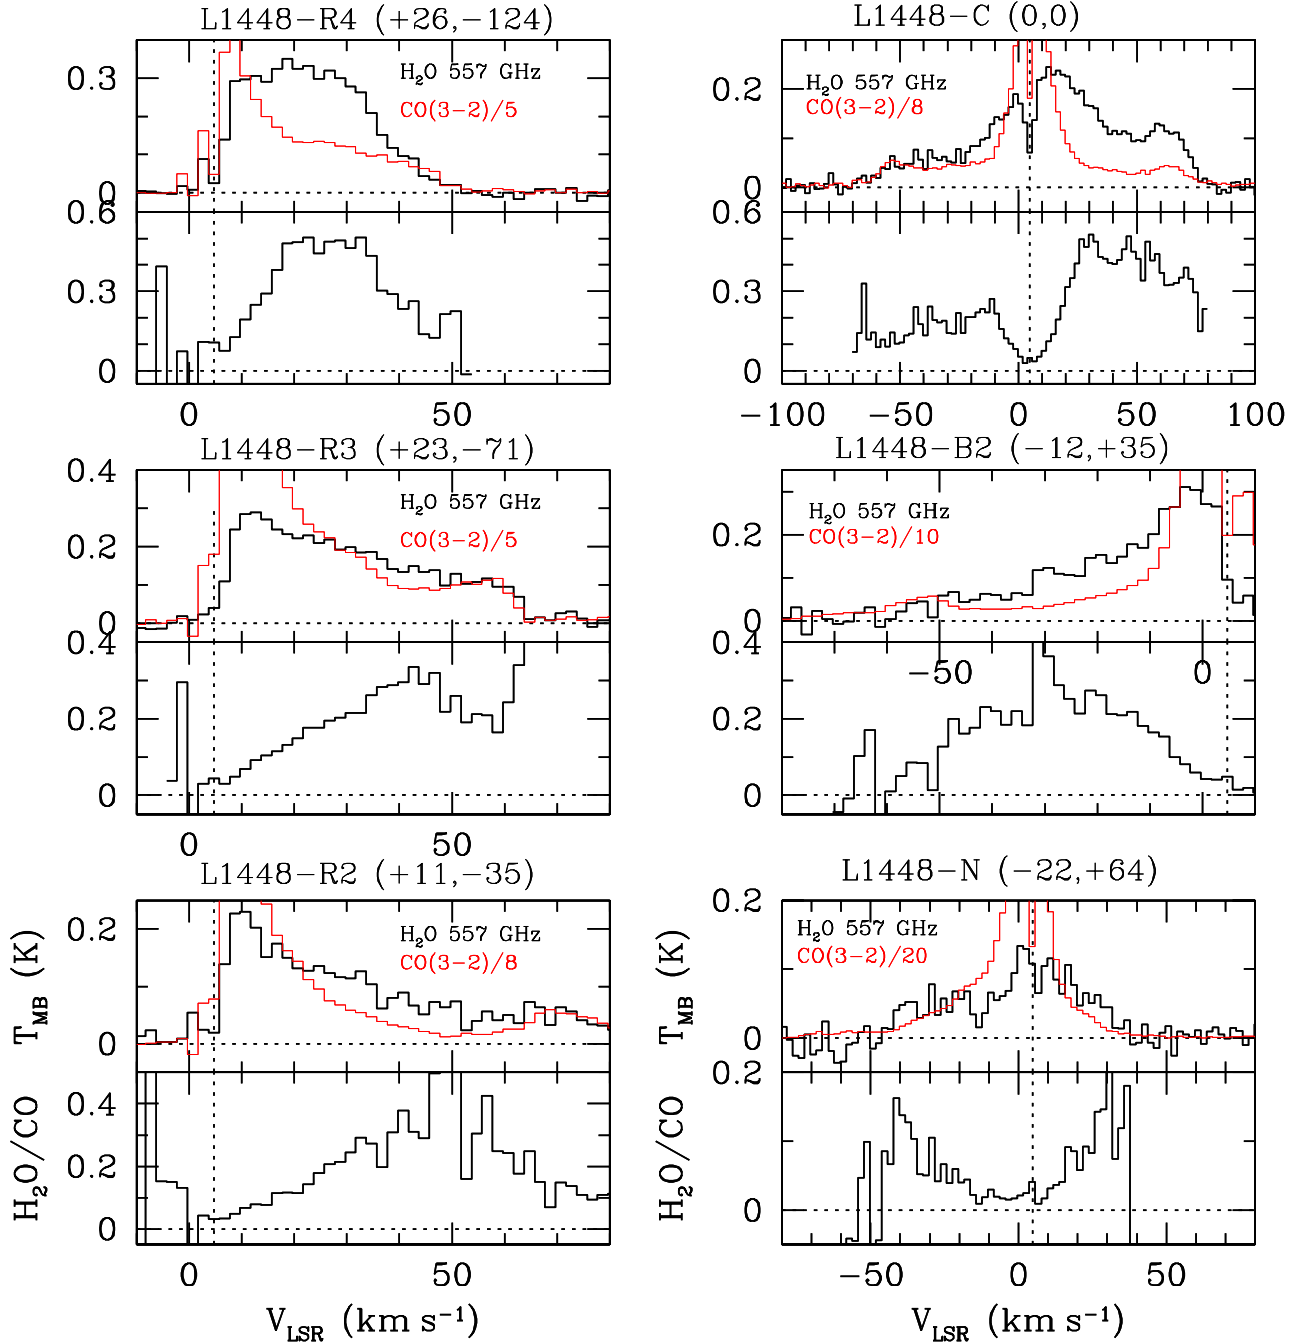 L1448−R4 (+26,−124)
H₂O 557 GHz
CO(3−2)/5
0.3
0
0.6
0.3
0
0 50
L1448−C (0,0)
H₂O 557 GHz
CO(3−2)/8
0.2
0
0.6
0.3
0
−100 −50 0 50 100
L1448−R3 (+23,−71)
H₂O 557 GHz
CO(3−2)/5
0.4
0.2
0
0.4
0.2
0
0 50
L1448−B2 (−12,+35)
H₂O 557 GHz
CO(3−2)/10
0.2
0
0.4
−50 0
0.2
0
L1448−R2 (+11,−35)
H₂O 557 GHz
CO(3−2)/8
0.2
0
T_MB (K)
0.4
0.2
0
H₂O/CO
0 50
V_LSR (km s⁻¹)
L1448−N (−22,+64)
H₂O 557 GHz
CO(3−2)/20
0.2
0
T_MB (K)
0.2
0
H₂O/CO
−50 0 50
V_LSR (km s⁻¹)